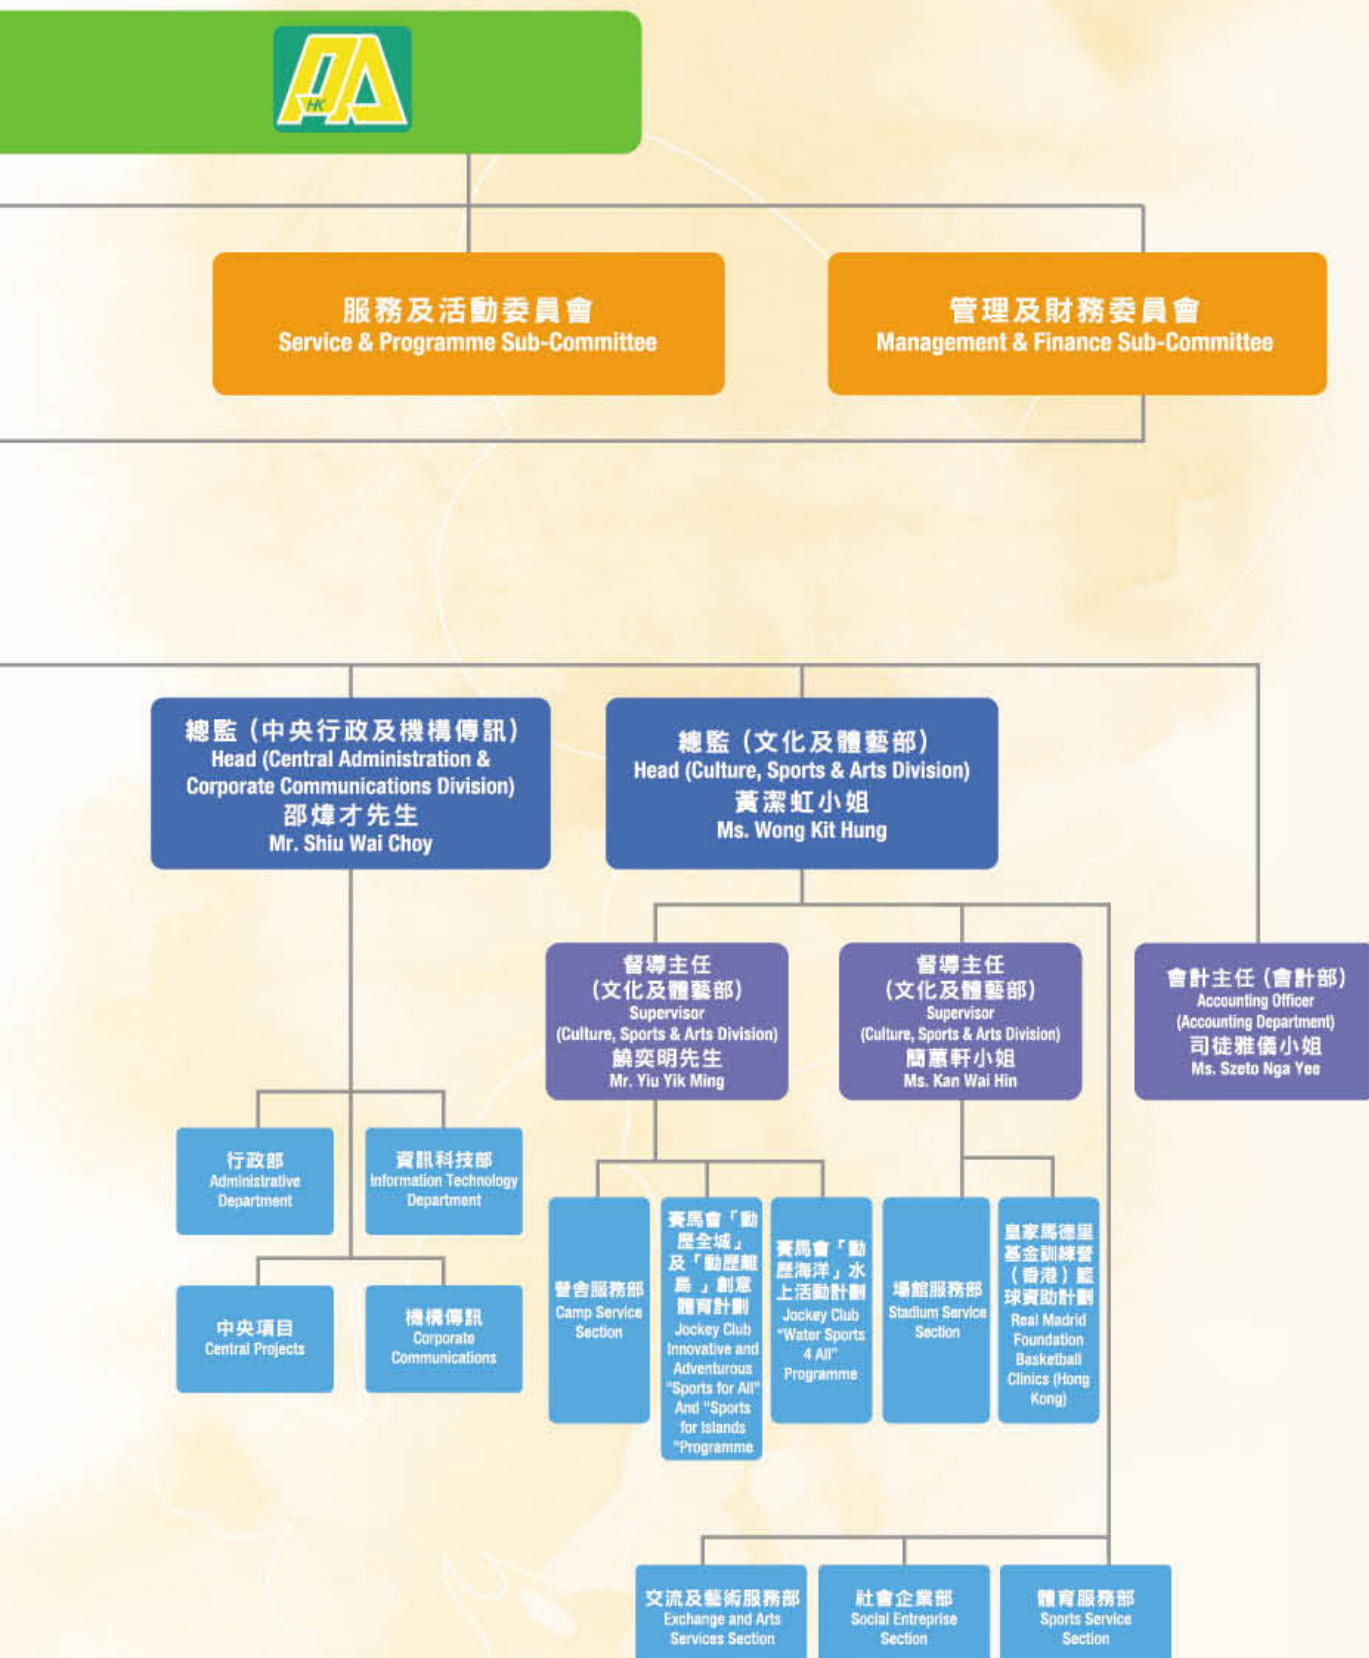 HK
服務及活動委員會
Service & Programme Sub-Committee
管理及財務委員會
Management & Finance Sub-Committee
總監（中央行政及機構傳訊）
Head (Central Administration &
Corporate Communications Division)
邵煒才先生
Mr. Shiu Wai Choy
總監（文化及體藝部）
Head (Culture, Sports & Arts Division)
黃潔虹小姐
Ms. Wong Kit Hung
督導主任
（文化及體藝部）
Supervisor
(Culture, Sports & Arts Division)
饒奕明先生
Mr. Yiu Yik Ming
督導主任
（文化及體藝部）
Supervisor
(Culture, Sports & Arts Division)
簡蕙軒小姐
Ms. Kan Wai Hin
會計主任（會計部）
Accounting Officer
(Accounting Department)
司徒雅儀小姐
Ms. Szeto Nga Yee
行政部
Administrative
Department
資訊科技部
Information Technology
Department
中央項目
Central Projects
機構傳訊
Corporate
Communications
營舍服務部
Camp Service
Section
賽馬會「動
歷全城」
及「動歷離
島 」創意
體育計劃
Jockey Club
Innovative and
Adventurous
"Sports for All"
And "Sports
for Islands
"Programme
賽馬會「動
歷海洋」水
上活動計劃
Jockey Club
"Water Sports
4 All"
Programme
場館服務部
Stadium Service
Section
皇家馬德里
基金訓練營
（香港）籃
球資助計劃
Real Madrid
Foundation
Basketball
Clinics (Hong
Kong)
交流及藝術服務部
Exchange and Arts
Services Section
社會企業部
Social Entreprise
Section
體育服務部
Sports Service
Section